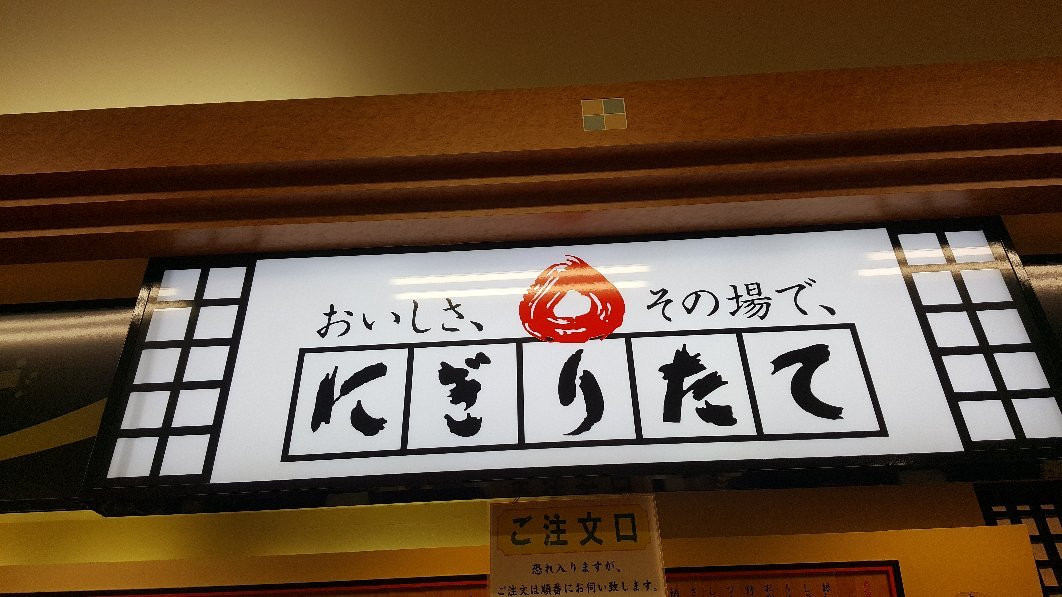 おいしさ、その場で、
にぎりたて
ご注文口
恐れ入りますが、
ご注文は順番にお伺い致します。